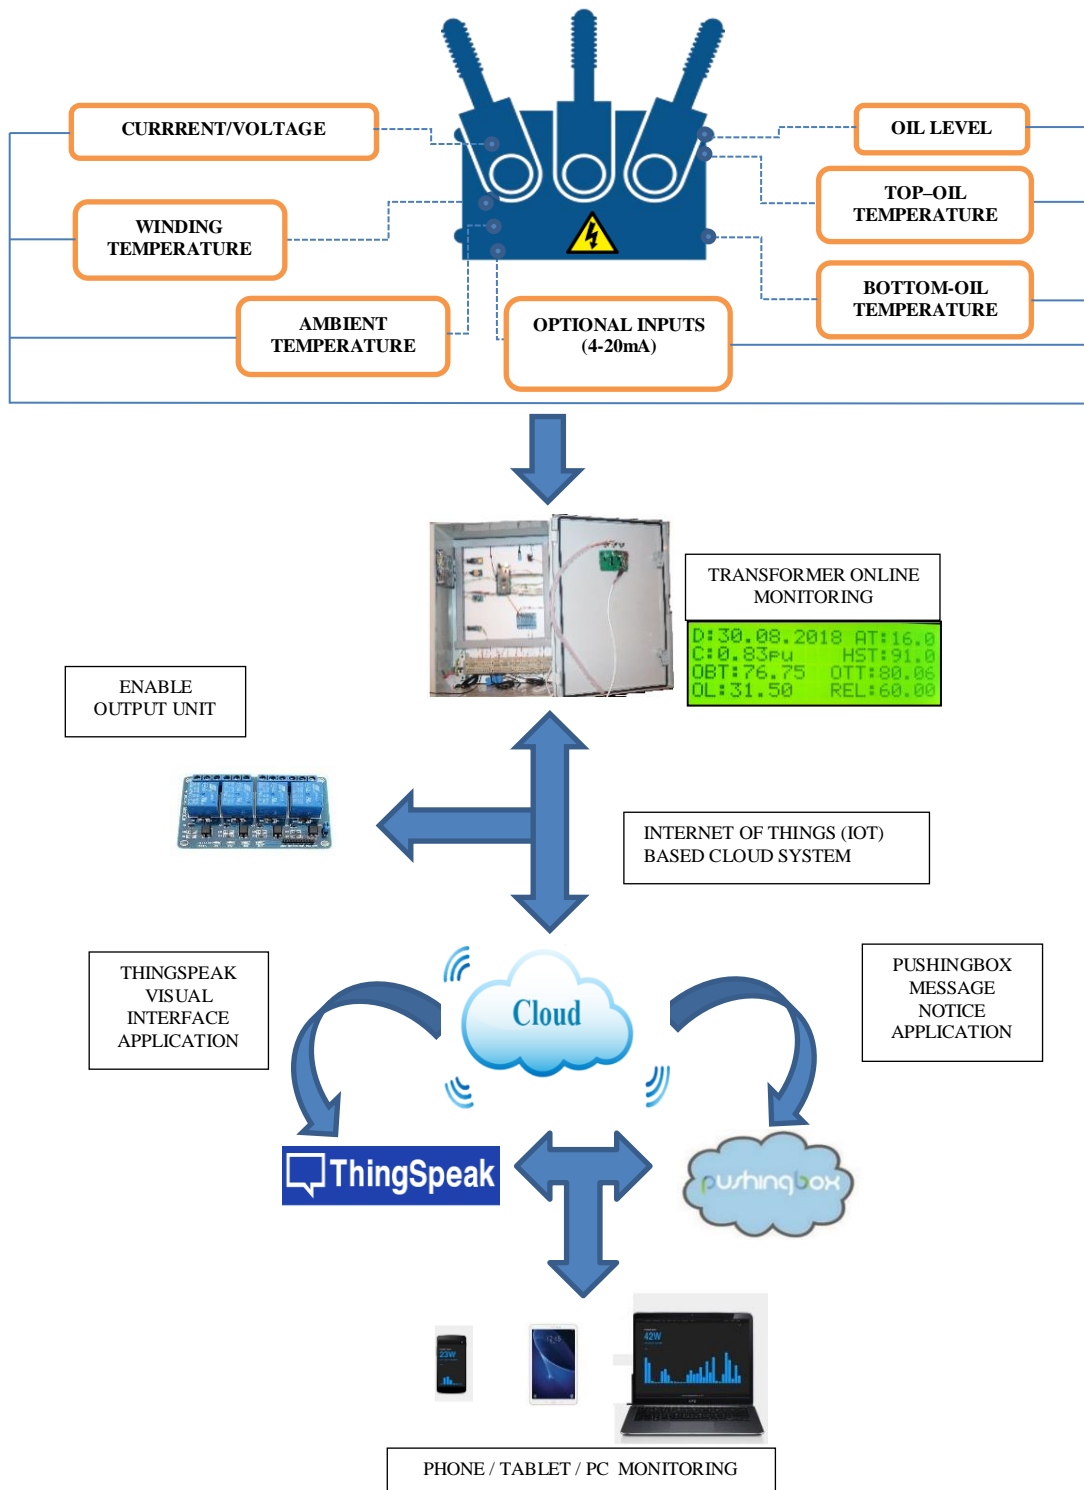 CURRRENT/VOLTAGE
OIL LEVEL
WINDING
TEMPERATURE
TOP–OIL
TEMPERATURE
AMBIENT
TEMPERATURE
OPTIONAL INPUTS
(4-20mA)
BOTTOM-OIL
TEMPERATURE
TRANSFORMER ONLINE
MONITORING
D:30.08.2018 AT:16.0
C:0.83pu HST:91.0
OBT:76.75 OTT:80.06
OL:31.50 REL:60.00
ENABLE
OUTPUT UNIT
INTERNET OF THINGS (IOT)
BASED CLOUD SYSTEM
THINGSPEAK
VISUAL
INTERFACE
APPLICATION
Cloud
PUSHINGBOX
MESSAGE
NOTICE
APPLICATION
ThingSpeak
pushingbox
23W
42W
PHONE / TABLET / PC MONITORING